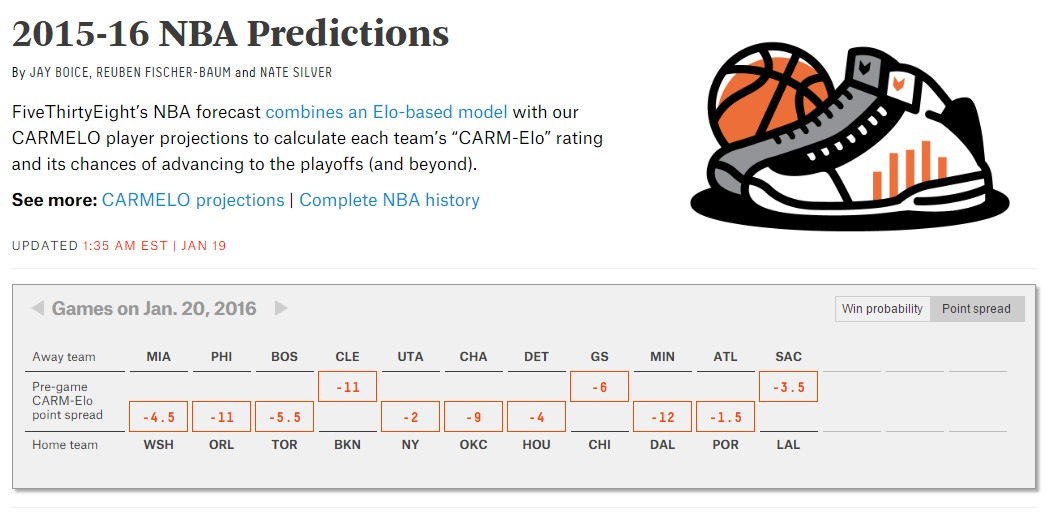 2015-16 NBA Predictions
By JAY BOICE, REUBEN FISCHER-BAUM and NATE SILVER
FiveThirtyEight's NBA forecast combines an Elo-based model with our
CARMELO player projections to calculate each team's “CARM-Elo” rating
and its chances of advancing to the playoffs (and beyond).
See more: CARMELO projections | Complete NBA history
UPDATED 1:35 AM EST | JAN 19
Games on Jan. 20, 2016
Win probability Point spread
Away team MIA PHI BOS CLE UTA CHA DET GS MIN ATL SAC
Pre-game
CARM-Elo
point spread
-11 -6 -3.5
-4.5 -11 -5.5 -2 -9 -4 -12 -1.5
Home team WSH ORL TOR BKN NY OKC HOU CHI DAL POR LAL